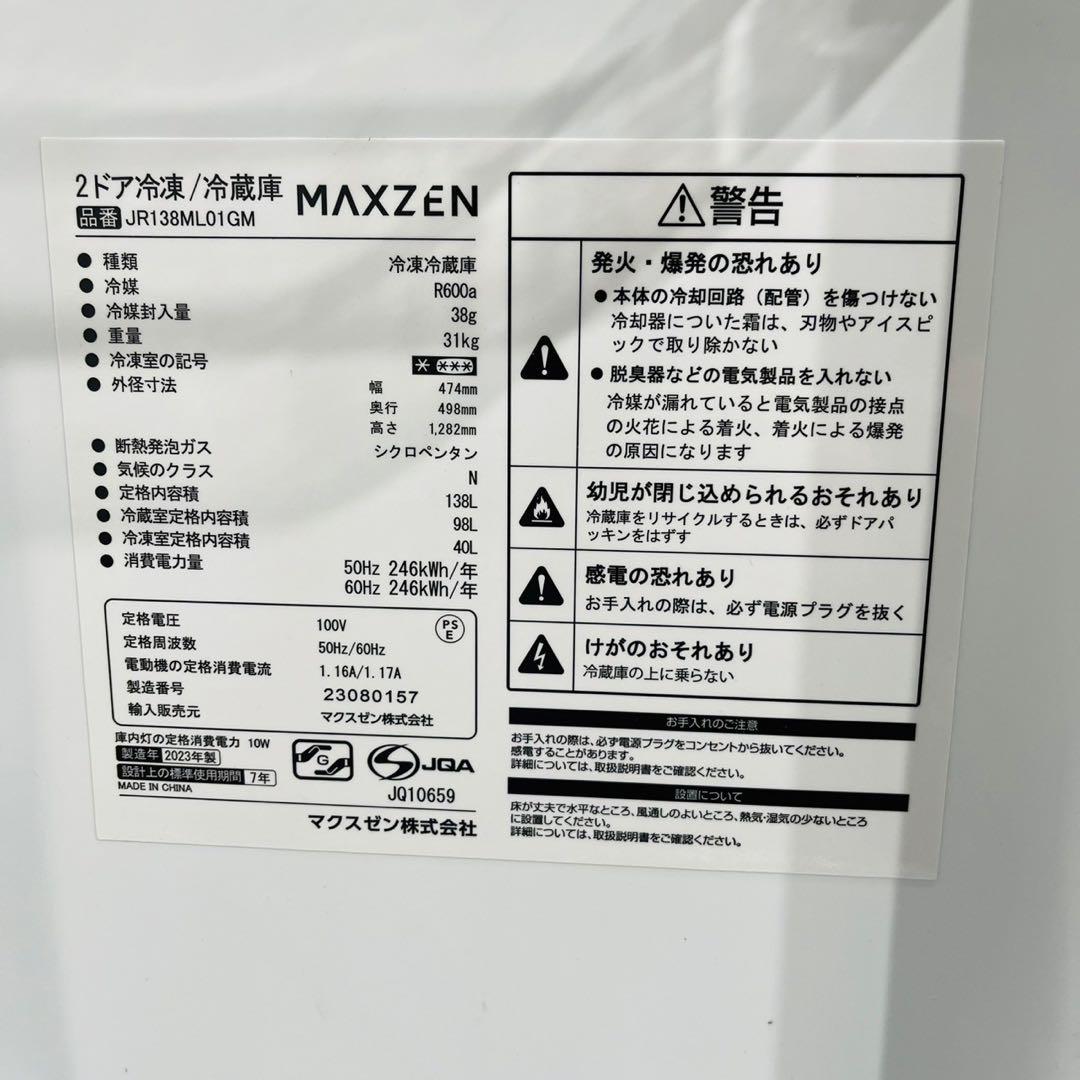 2ドア冷凍/冷蔵庫 MAXZEN
品番 JR138ML01GM
● 種類 冷凍冷蔵庫
● 冷媒 R600a
● 冷媒封入量 38g
● 重量 31kg
● 冷凍室の記号 * ***
● 外径寸法 幅 474mm
奥行 498mm
高さ 1,282mm
● 断熱発泡ガス シクロペンタン
● 気候のクラス N
● 定格内容積 138L
● 冷蔵室定格内容積 98L
● 冷凍室定格内容積 40L
● 消費電力量 50Hz 246kWh/年
60Hz 246kWh/年
定格電圧 100V
PSE
定格周波数 50Hz/60Hz
電動機の定格消費電流 1.16A/1.17A
製造番号 23080157
輸入販売元 マクスゼン株式会社
庫内灯の定格消費電力 10W
製造年 2023年製
設計上の標準使用期間 7年
MADE IN CHINA
G
JQA
JQ10659
マクスゼン株式会社
警告
発火・爆発の恐れあり
● 本体の冷却回路（配管）を傷つけない
冷却器についた霜は、刃物やアイスピ
ックで取り除かない
● 脱臭器などの電気製品を入れない
冷媒が漏れていると電気製品の接点
の火花による着火、着火による爆発
の原因になります
幼児が閉じ込められるおそれあり
冷蔵庫をリサイクルするときは、必ずドアパ
ッキンをはずす
感電の恐れあり
お手入れの際は、必ず電源プラグを抜く
けがのおそれあり
冷蔵庫の上に乗らない
お手入れのご注意
お手入れの際は、必ず電源プラグをコンセントから抜いてください。
感電することがあります。
詳細については、取扱説明書をご確認ください。
設置について
床が丈夫で水平なところ、風通しのよいところ、熱気・湿気の少ないところ
に設置してください。
詳細については、取扱説明書をご確認ください。